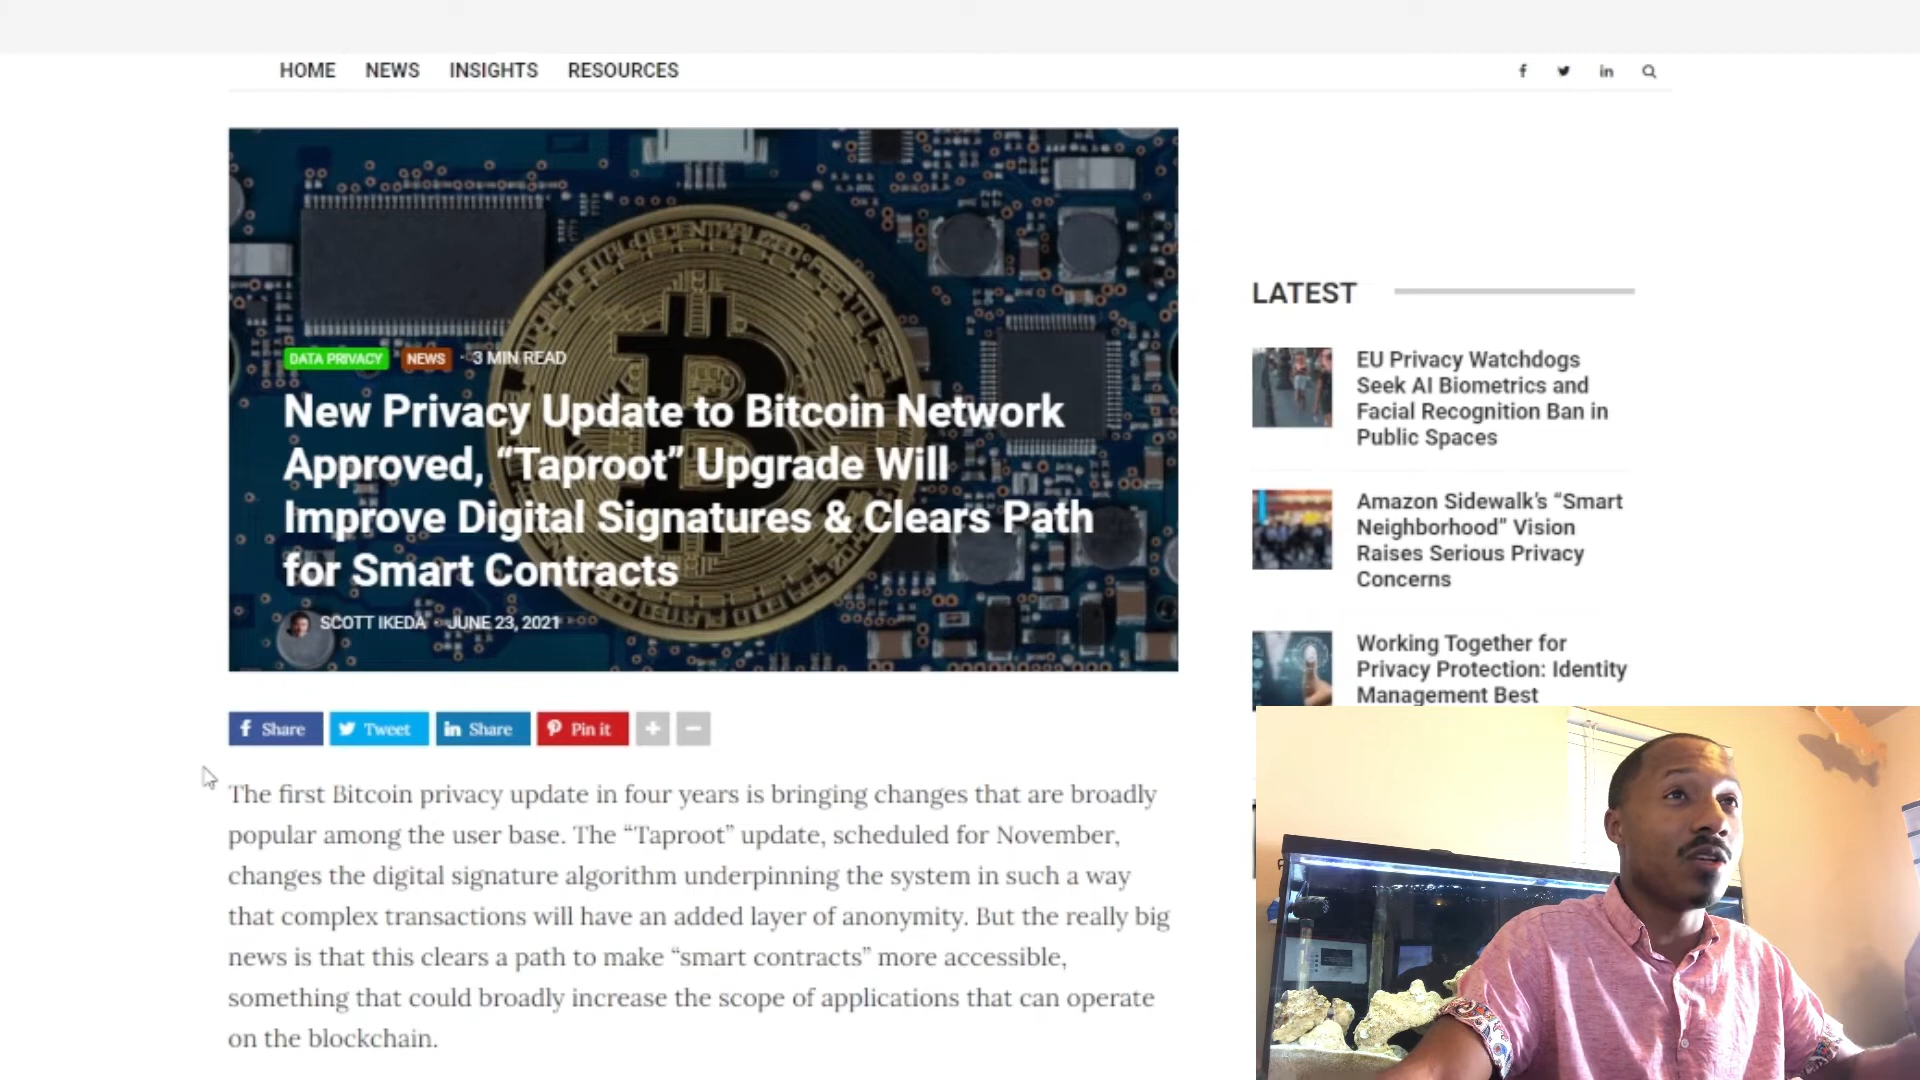 HOME NEWS INSIGHTS RESOURCES
DATA PRIVACY NEWS · 3 MIN READ
New Privacy Update to Bitcoin Network
Approved, “Taproot” Upgrade Will
Improve Digital Signatures & Clears Path
for Smart Contracts
SCOTT IKEDA · JUNE 23, 2021
Share Tweet Share Pin it
The first Bitcoin privacy update in four years is bringing changes that are broadly
popular among the user base. The “Taproot” update, scheduled for November,
changes the digital signature algorithm underpinning the system in such a way
that complex transactions will have an added layer of anonymity. But the really big
news is that this clears a path to make “smart contracts” more accessible,
something that could broadly increase the scope of applications that can operate
on the blockchain.
LATEST
EU Privacy Watchdogs
Seek AI Biometrics and
Facial Recognition Ban in
Public Spaces
Amazon Sidewalk’s “Smart
Neighborhood” Vision
Raises Serious Privacy
Concerns
Working Together for
Privacy Protection: Identity
Management Best